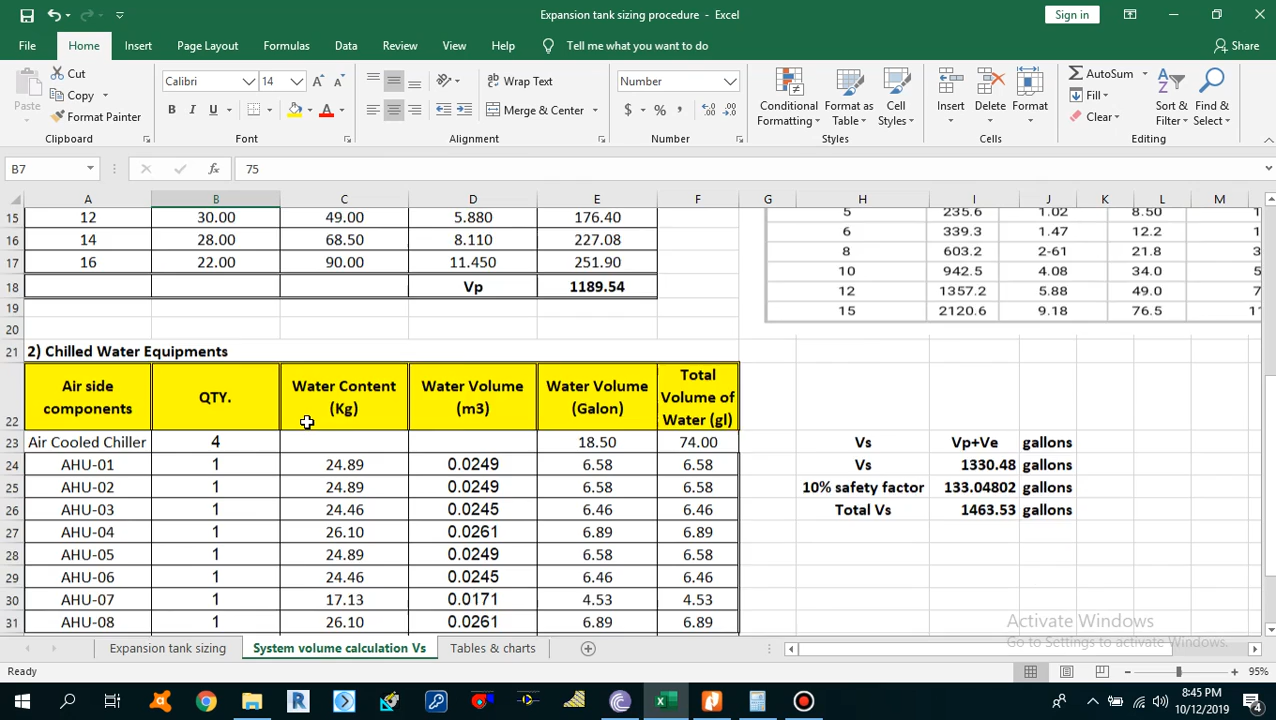 Expansion tank sizing procedure - Excel
Sign in
File Home Insert Page Layout Formulas Data Review View Help Tell me what you want to do Share
Paste
Cut
Copy
Format Painter
Clipboard
Calibri 14
B I U
Font
Wrap Text
Merge & Center
Alignment
Number
$ % ,
Number
Conditional Formatting
Format as Table
Cell Styles
Styles
Insert
Delete
Format
Cells
AutoSum
Fill
Clear
Sort & Filter
Find & Select
Editing
B7 fx 75
A B C D E F G H I J K L M
15 12 30.00 49.00 5.880 176.40
16 14 28.00 68.50 8.110 227.08
17 16 22.00 90.00 11.450 251.90
18 Vp 1189.54
19
20
5 235.6 1.02 8.50 1
6 339.3 1.47 12.2 1
8 603.2 2-61 21.8 3
10 942.5 4.08 34.0 5
12 1357.2 5.88 49.0 7
15 2120.6 9.18 76.5 1
21 2) Chilled Water Equipments
22 Air side components QTY. Water Content (Kg) Water Volume (m3) Water Volume (Galon) Total Volume of Water (gl)
23 Air Cooled Chiller 4 18.50 74.00 Vs Vp+Ve gallons
24 AHU-01 1 24.89 0.0249 6.58 6.58 Vs 1330.48 gallons
25 AHU-02 1 24.89 0.0249 6.58 6.58 10% safety factor 133.04802 gallons
26 AHU-03 1 24.46 0.0245 6.46 6.46 Total Vs 1463.53 gallons
27 AHU-04 1 26.10 0.0261 6.89 6.89
28 AHU-05 1 24.89 0.0249 6.58 6.58
29 AHU-06 1 24.46 0.0245 6.46 6.46
30 AHU-07 1 17.13 0.0171 4.53 4.53
31 AHU-08 1 26.10 0.0261 6.89 6.89
Activate Windows
Go to Settings to activate Windows.
Expansion tank sizing System volume calculation Vs Tables & charts
Ready 95%
8:45 PM
10/12/2019
4